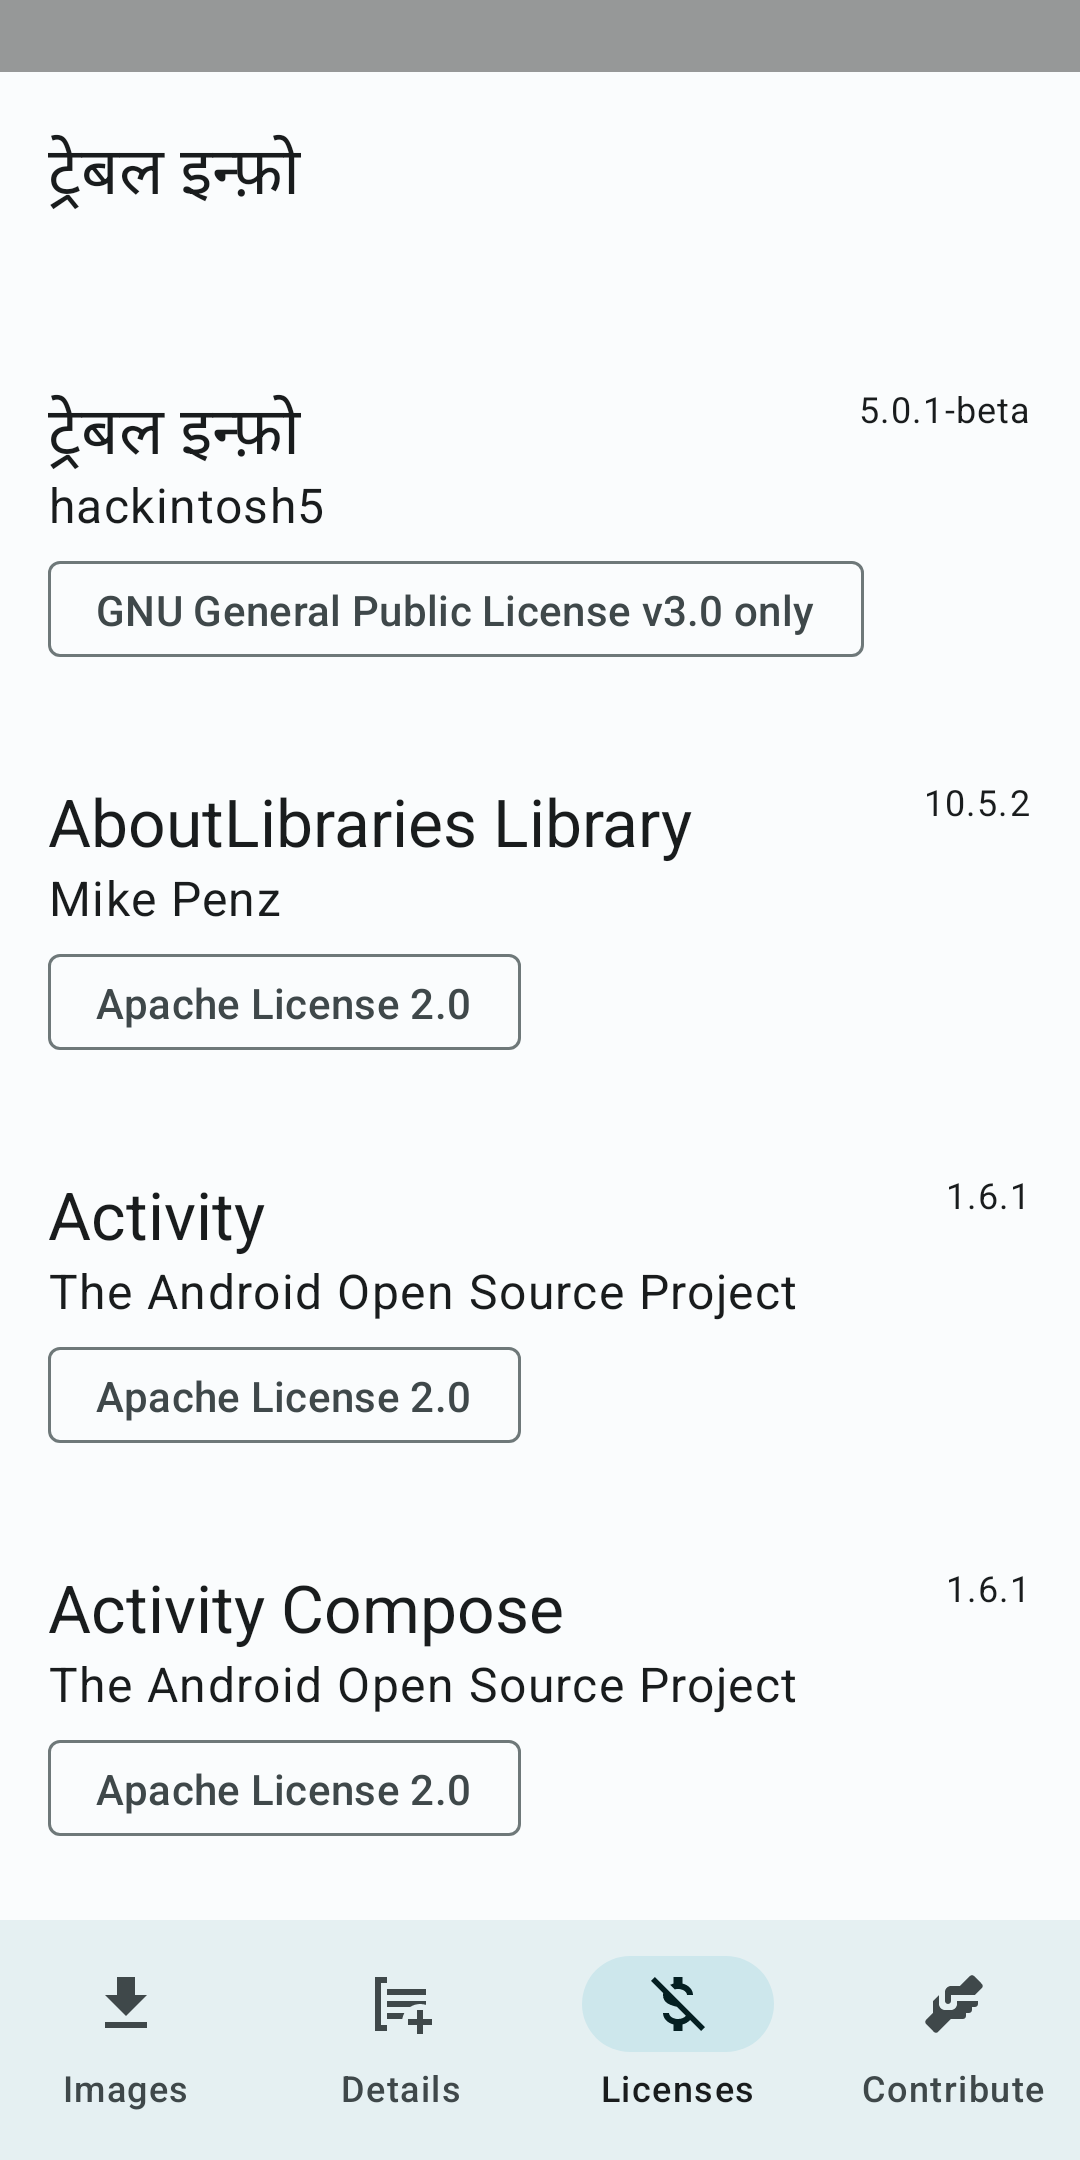 ट्रेबल इन्फ़ो
ट्रेबल इन्फ़ो
5.0.1-beta
hackintosh5
GNU General Public License v3.0 only
AboutLibraries Library
10.5.2
Mike Penz
Apache License 2.0
Activity
1.6.1
The Android Open Source Project
Apache License 2.0
Activity Compose
1.6.1
The Android Open Source Project
Apache License 2.0
Images
Details
Licenses
Contribute